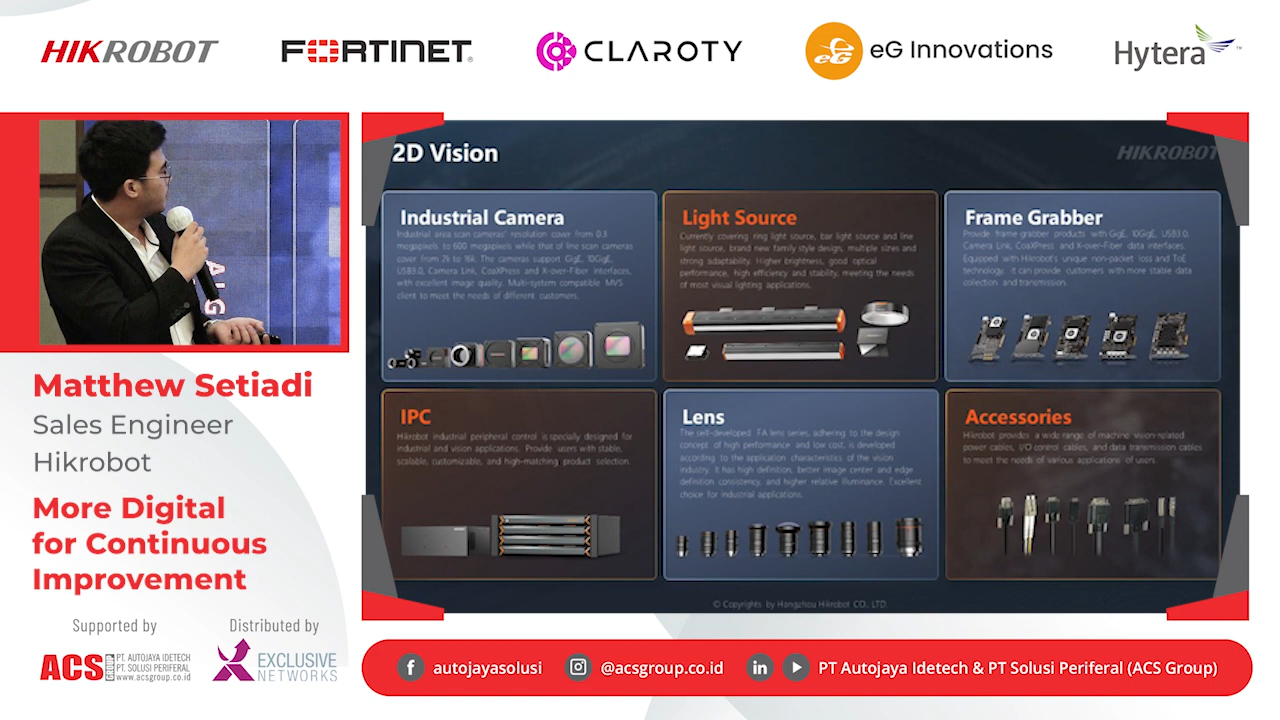 HIKROBOT
FORTINET®
CLAROTY
eG
eG Innovations
Hytera™
Matthew Setiadi
Sales Engineer
Hikrobot
More Digital
for Continuous
Improvement
Supported by
ACS
PT. AUTOJAYA IDETECH
PT. SOLUSI PERIFERAL
www.acsgroup.co.id
Distributed by
EXCLUSIVE
NETWORKS
2D Vision
HIKROBOT
Industrial Camera
Industrial area scan cameras' resolution cover from 0.3
megapixels to 600 megapixels while that of line scan cameras
cover from 2k to 16k. The cameras support GigE, 10GigE,
USB3.0, Camera Link, CoaXPress and X-over-Fiber interfaces,
with excellent image quality. Multi-system compatible MVS
client to meet the needs of different customers.
Light Source
Currently covering ring light source, bar light source and line
light source, brand new family style design, multiple sizes and
strong adaptability. Higher brightness, good optical
performance, high efficiency and stability, meeting the needs
of most visual lighting applications.
Frame Grabber
Provide frame grabber products with GigE, 10GigE, USB3.0,
Camera Link, CoaXPress and X-over-Fiber data interfaces.
Equipped with Hikrobot's unique non-packet loss and ToE
technology, it can provide customers with more stable data
collection and transmission.
IPC
Hikrobot industrial peripheral control is specially designed for
industrial and vision applications. Provide users with stable,
scalable, customizable, and high-matching product selection.
Lens
The self-developed FA lens series, adhering to the design
concept of high performance and low cost, is developed
according to the application characteristics of the vision
industry. It has high definition, better image center and edge
definition consistency, and higher relative illuminance. Excellent
choice for industrial applications.
Accessories
Hikrobot provides a wide range of machine vision-related
power cables, I/O control cables, and data transmission cables
to meet the needs of various applications of users.
© Copyrights by Hangzhou Hikrobot CO., LTD.
autojayasolusi
@acsgroup.co.id
PT Autojaya Idetech & PT Solusi Periferal (ACS Group)